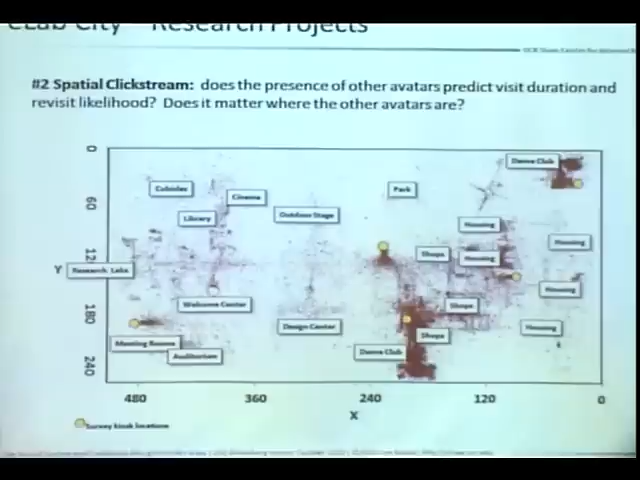 eLab City – Research Projects
#2 Spatial Clickstream: does the presence of other avatars predict visit duration and
revisit likelihood? Does it matter where the other avatars are?
0
Dance Club
Cubicles
Cinema
Park
60
Library
Outdoor Stage
Housing
Housing
12
Shops
Housing
Y
Research Labs
Housing
Welcome Center
Shops
180
Design Center
Housing
Meeting Rooms
Shops
Auditorium
Dance Club
240
480
360
240
120
0
X
Survey kiosk locations